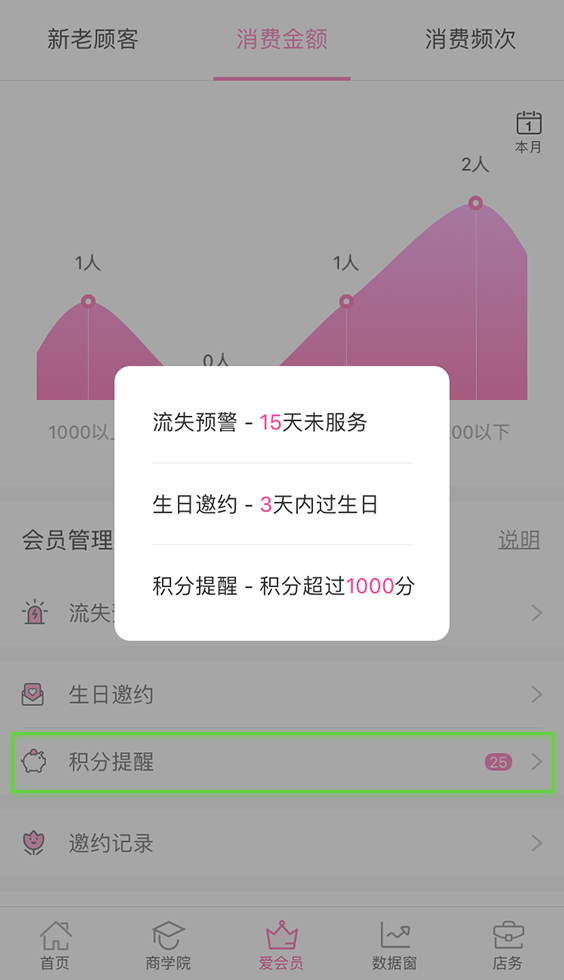 新老顾客 消费金额 消费频次
1
本月
2人
1人 1人
0人
1000以 00以下
流失预警 - 15天未服务
生日邀约 - 3天内过生日
积分提醒 - 积分超过1000分
会员管理 说明
流失
生日邀约
积分提醒 25
邀约记录
首页 商学院 爱会员 数据窗 店务